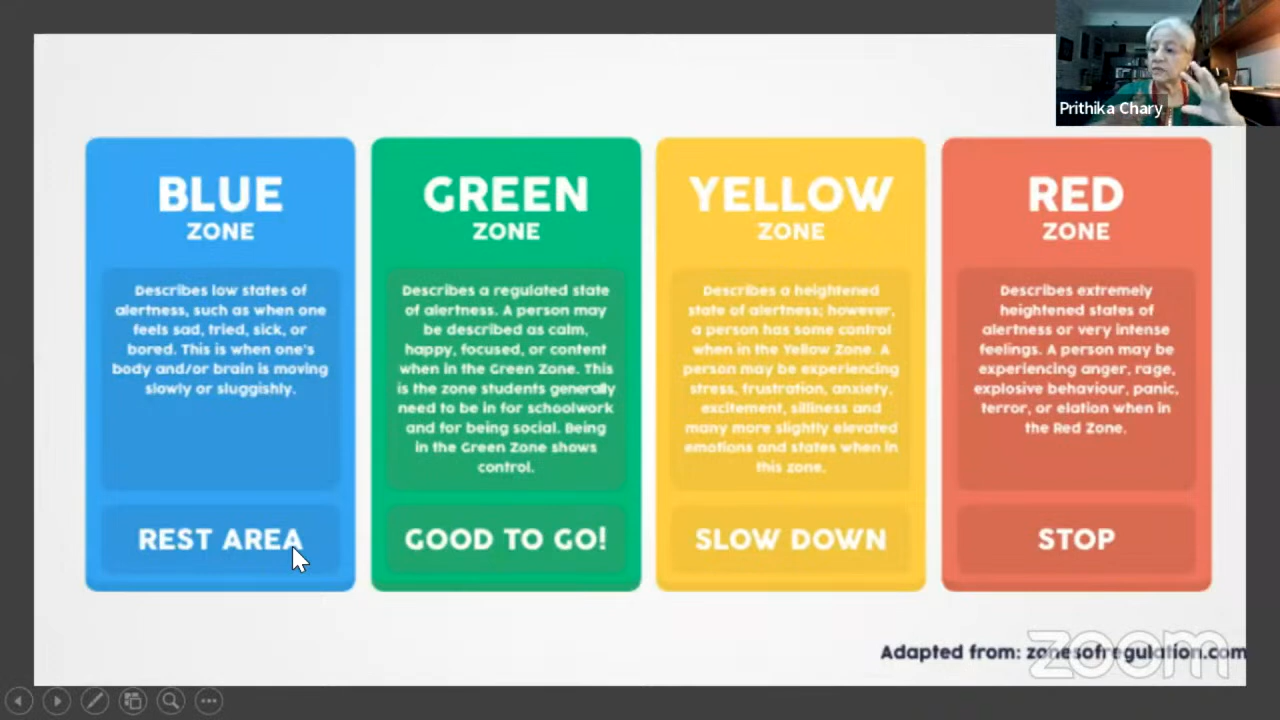 Prithika Chary
BLUE
ZONE
Describes low states of
alertness, such as when one
feels sad, tried, sick, or
bored. This is when one's
body and/or brain is moving
slowly or sluggishly.
REST AREA
GREEN
ZONE
Describes a regulated state
of alertness. A person may
be described as calm,
happy, focused, or content
when in the Green Zone. This
is the zone students generally
need to be in for schoolwork
and for being social. Being
in the Green Zone shows
control.
GOOD TO GO!
YELLOW
ZONE
Describes a heightened
state of alertness; however,
a person has some control
when in the Yellow Zone. A
person may be experiencing
stress, frustration, anxiety,
excitement, silliness and
many more slightly elevated
emotions and states when in
this zone.
SLOW DOWN
RED
ZONE
Describes extremely
heightened states of
alertness or very intense
feelings. A person may be
experiencing anger, rage,
explosive behaviour, panic,
terror, or elation when in
the Red Zone.
STOP
Adapted from: zonesofregulation.com
zoom